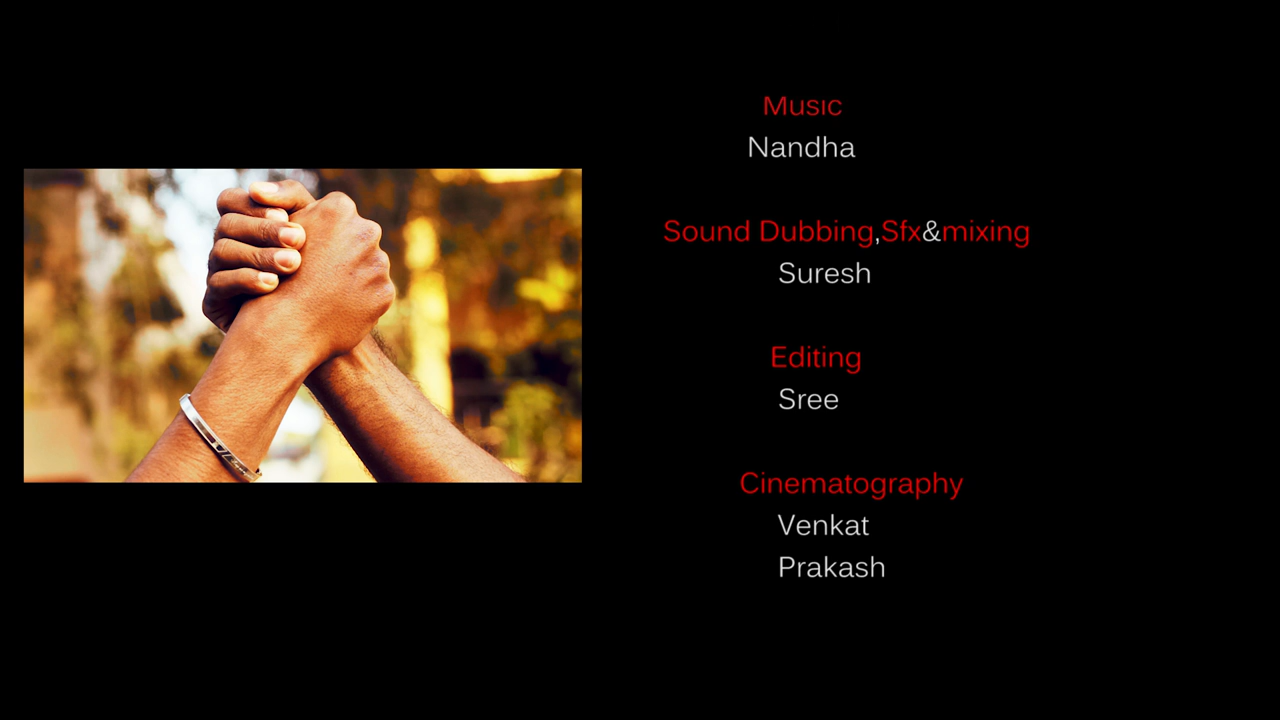 Music
Nandha
Sound Dubbing,Sfx&mixing
Suresh
Editing
Sree
Cinematography
Venkat
Prakash